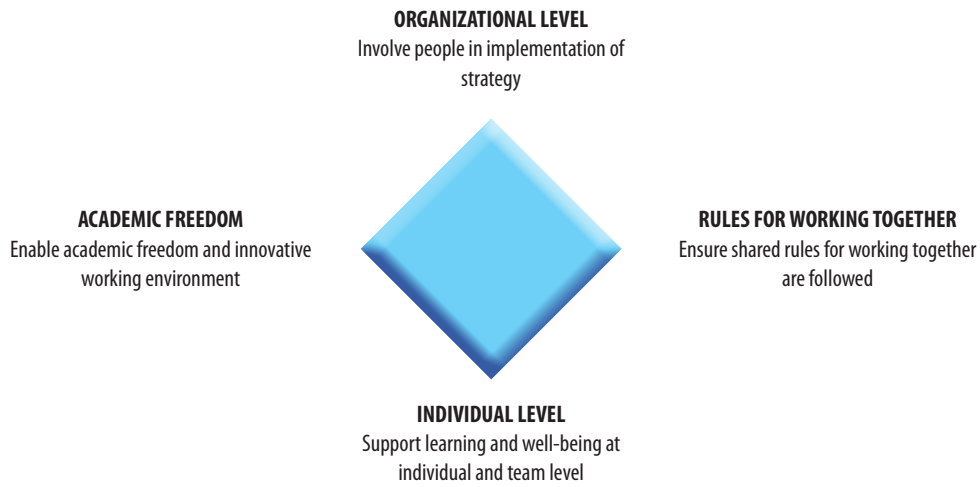 ORGANIZATIONAL LEVEL
Involve people in implementation of
strategy
ACADEMIC FREEDOM
Enable academic freedom and innovative
working environment
RULES FOR WORKING TOGETHER
Ensure shared rules for working together
are followed
INDIVIDUAL LEVEL
Support learning and well-being at
individual and team level